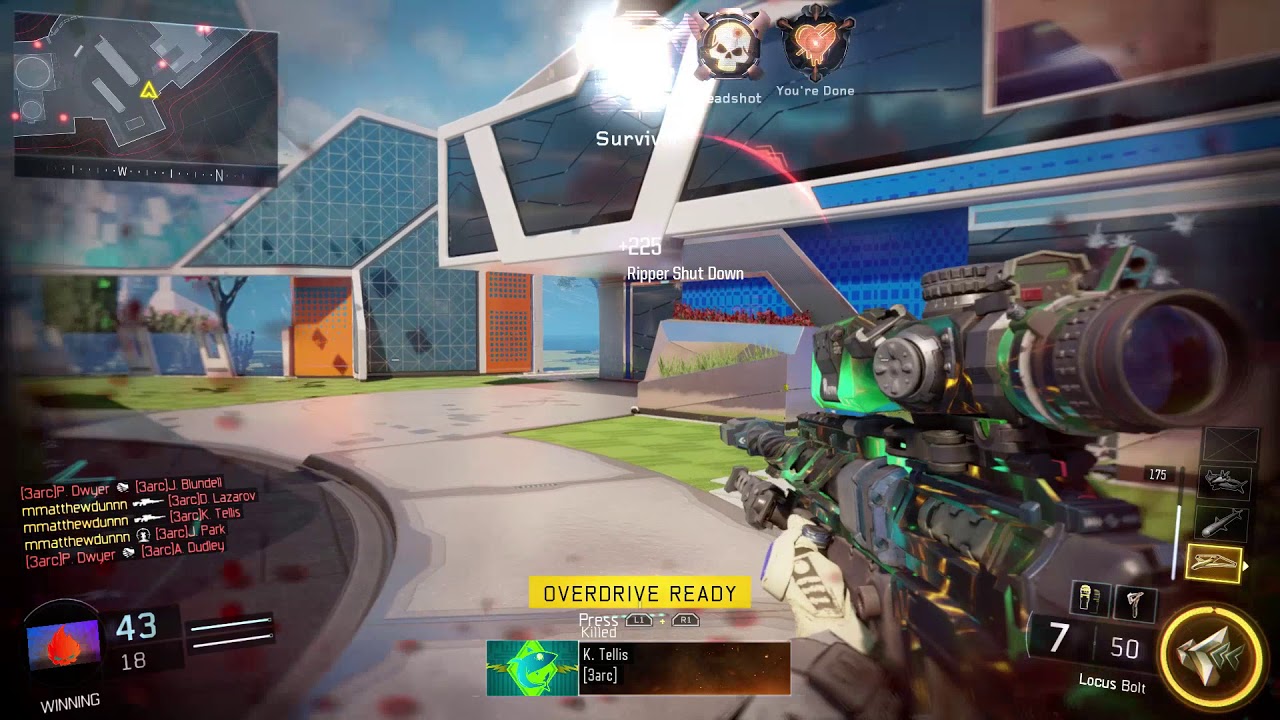 W
N
eadshot
You're Done
Surviv
+225
Ripper Shut Down
[3arc]P. Dwyer [3arc]J. Blundell
mmatthewdunnn [3arc]D. Lazarov
mmatthewdunnn [3arc]K. Tellis
mmatthewdunnn [3arc]J. Park
[3arc]P. Dwyer [3arc]A. Dudley
175
43
18
WINNING
OVERDRIVE READY
Press L1 + R1
Killed
K. Tellis
[3arc]
7 50
Locus Bolt